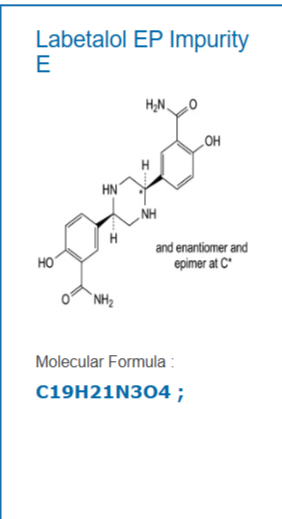 Labetalol EP Impurity
E
H₂N
O
OH
H
HN
*
NH
H
and enantiomer and
epimer at C*
HO
O
NH₂
Molecular Formula :
C19H21N3O4 ;